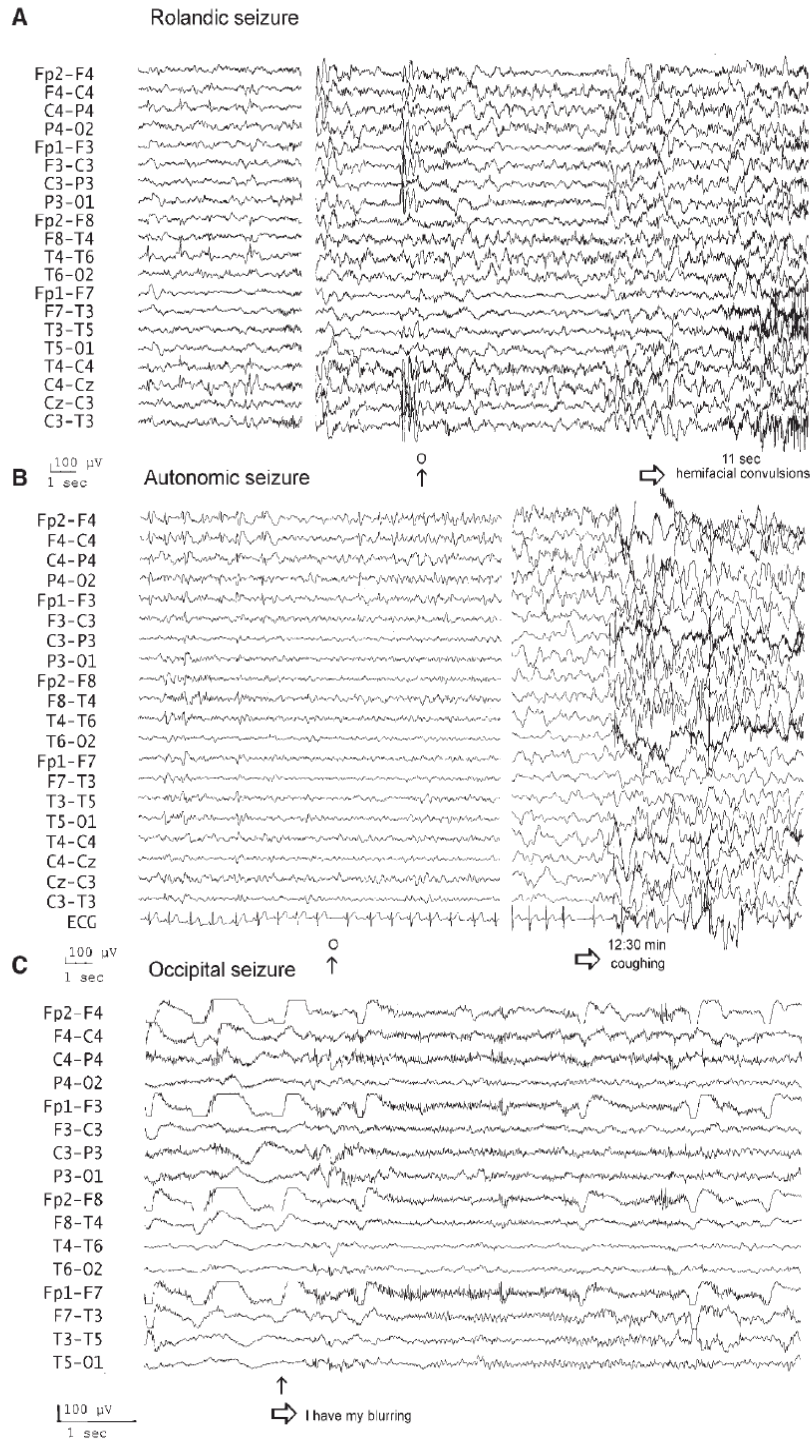 A
Rolandic seizure
Fp2-F4
F4-C4
C4-P4
P4-O2
Fp1-F3
F3-C3
C3-P3
P3-O1
Fp2-F8
F8-T4
T4-T6
T6-O2
Fp1-F7
F7-T3
T3-T5
T5-O1
T4-C4
C4-Cz
Cz-C3
C3-T3
100 µV
1 sec
O
11 sec
hemifacial convulsions
B
Autonomic seizure
Fp2-F4
F4-C4
C4-P4
P4-O2
Fp1-F3
F3-C3
C3-P3
P3-O1
Fp2-F8
F8-T4
T4-T6
T6-O2
Fp1-F7
F7-T3
T3-T5
T5-O1
T4-C4
C4-Cz
Cz-C3
C3-T3
ECG
100 µV
1 sec
O
12:30 min
coughing
C
Occipital seizure
Fp2-F4
F4-C4
C4-P4
P4-O2
Fp1-F3
F3-C3
C3-P3
P3-O1
Fp2-F8
F8-T4
T4-T6
T6-O2
Fp1-F7
F7-T3
T3-T5
T5-O1
100 µV
1 sec
I have my blurring